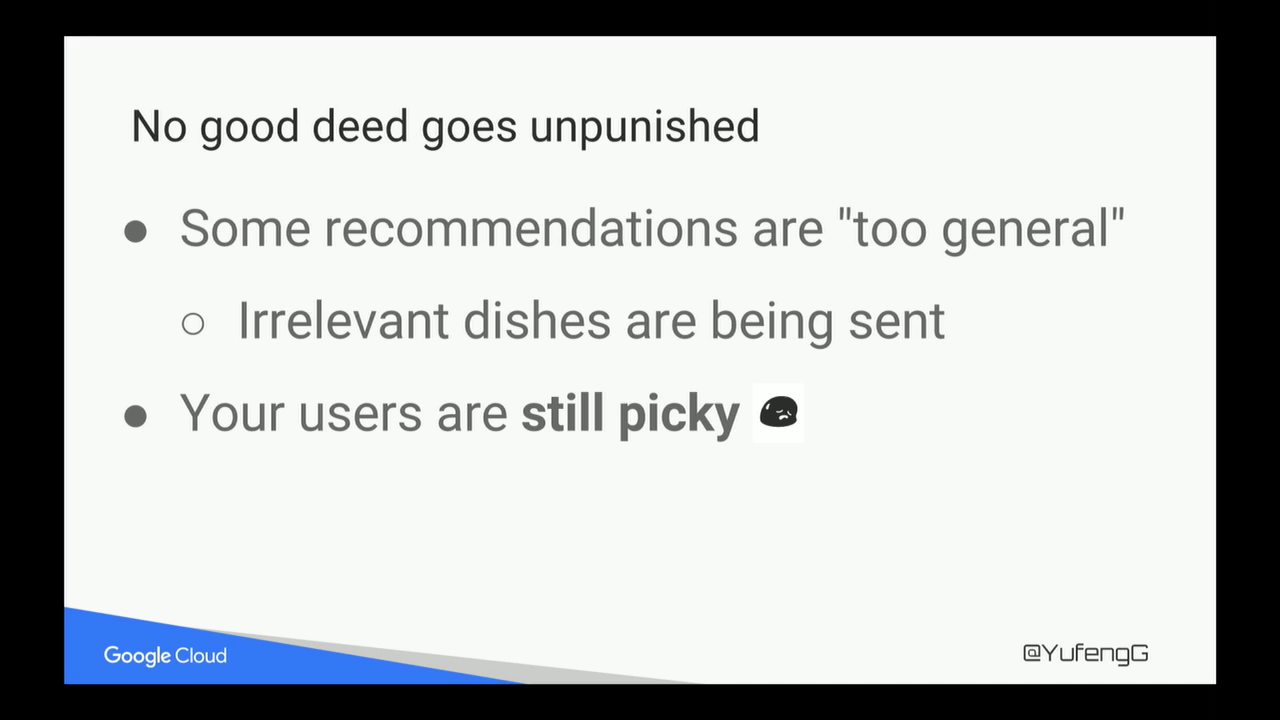 No good deed goes unpunished
● Some recommendations are "too general"
○ Irrelevant dishes are being sent
● Your users are still picky
Google Cloud
@YufengG